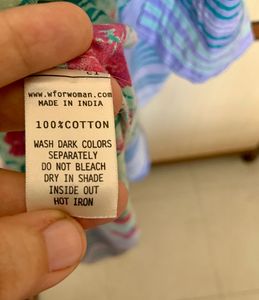 www.wforwoman.com
MADE IN INDIA
100%COTTON
WASH DARK COLORS
SEPARATELY
DO NOT BLEACH
DRY IN SHADE
INSIDE OUT
HOT IRON